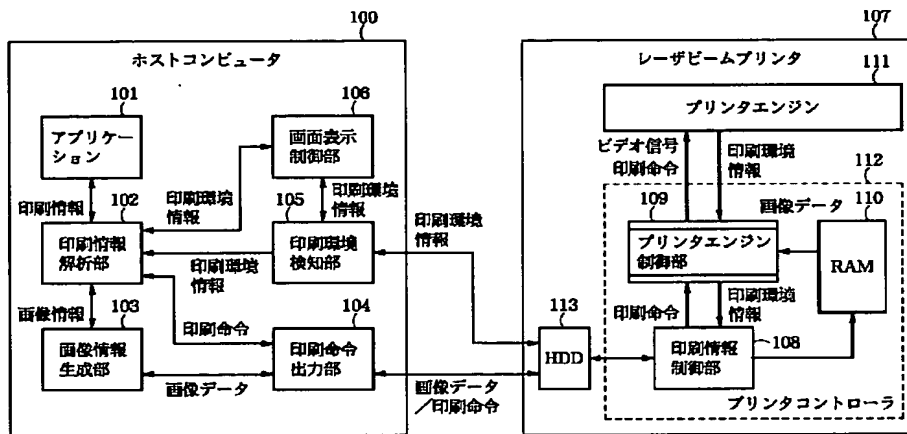 100
ホストコンピュータ
101
アプリケー
ション
106
画面表示
制御部
印刷情報
102
印刷環境
情報
105
印刷環境
情報
印刷情報
解析部
印刷環境
検知部
印刷環境
情報
画像情報
103
印刷命令
104
画像情報
生成部
画像データ
印刷命令
出力部
印刷環境
情報
画像データ
/印刷命令
113
HDD
107
レーザビームプリンタ
111
プリンタエンジン
ビデオ信号
印刷命令
印刷環境
情報
112
109
画像データ
110
プリンタエンジン
制御部
RAM
印刷命令
印刷環境
情報
印刷情報
制御部
108
プリンタコントローラ